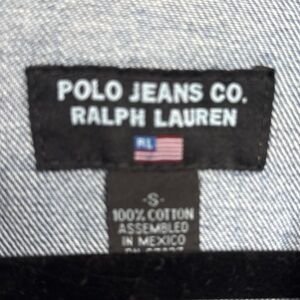 POLO JEANS CO.
RALPH LAUREN
RL
-S-
100% COTTON
ASSEMBLED
IN MEXICO